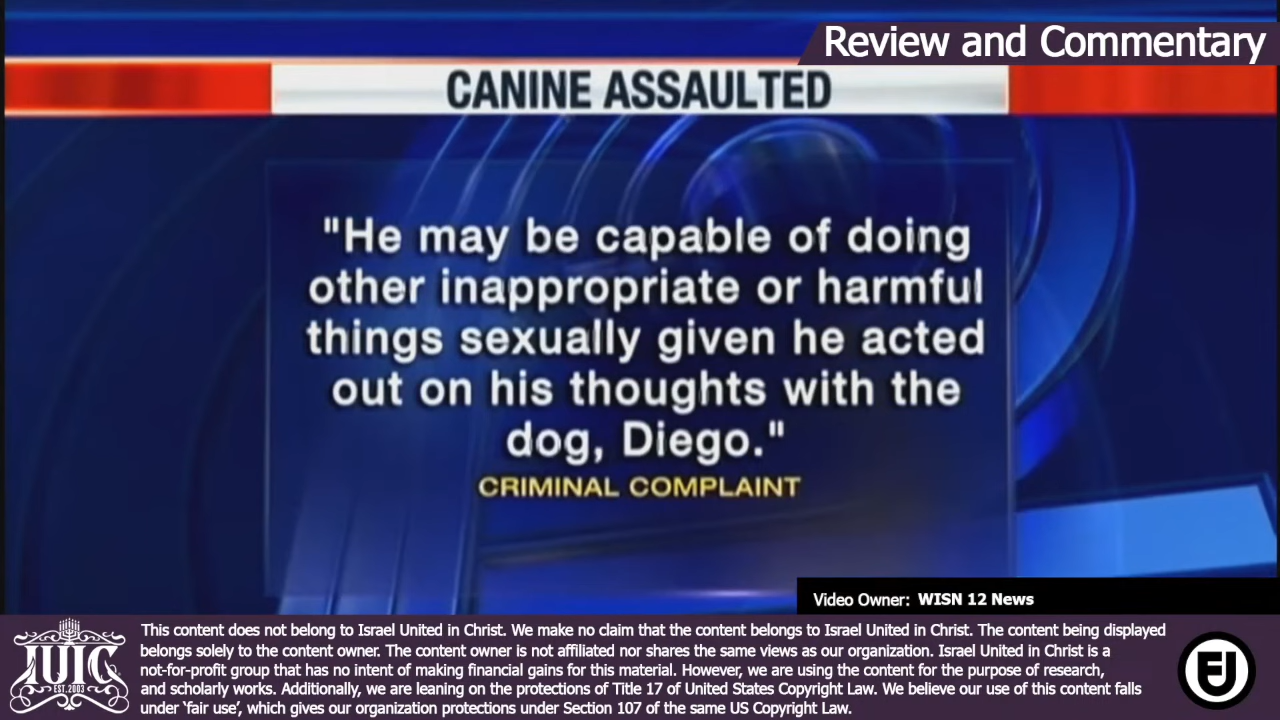 Review and Commentary
CANINE ASSAULTED
"He may be capable of doing
other inappropriate or harmful
things sexually given he acted
out on his thoughts with the
dog, Diego."
CRIMINAL COMPLAINT
Video Owner: WISN 12 News
This content does not belong to Israel United in Christ. We make no claim that the content belongs to Israel United in Christ. The content being displayed
belongs solely to the content owner. The content owner is not affiliated nor shares the same views as our organization. Israel United in Christ is a
not-for-profit group that has no intent of making financial gains for this material. However, we are using the content for the purpose of research,
and scholarly works. Additionally, we are leaning on the protections of Title 17 of United States Copyright Law. We believe our use of this content falls
under ‘fair use’, which gives our organization protections under Section 107 of the same US Copyright Law.
IUIC
EST.2003